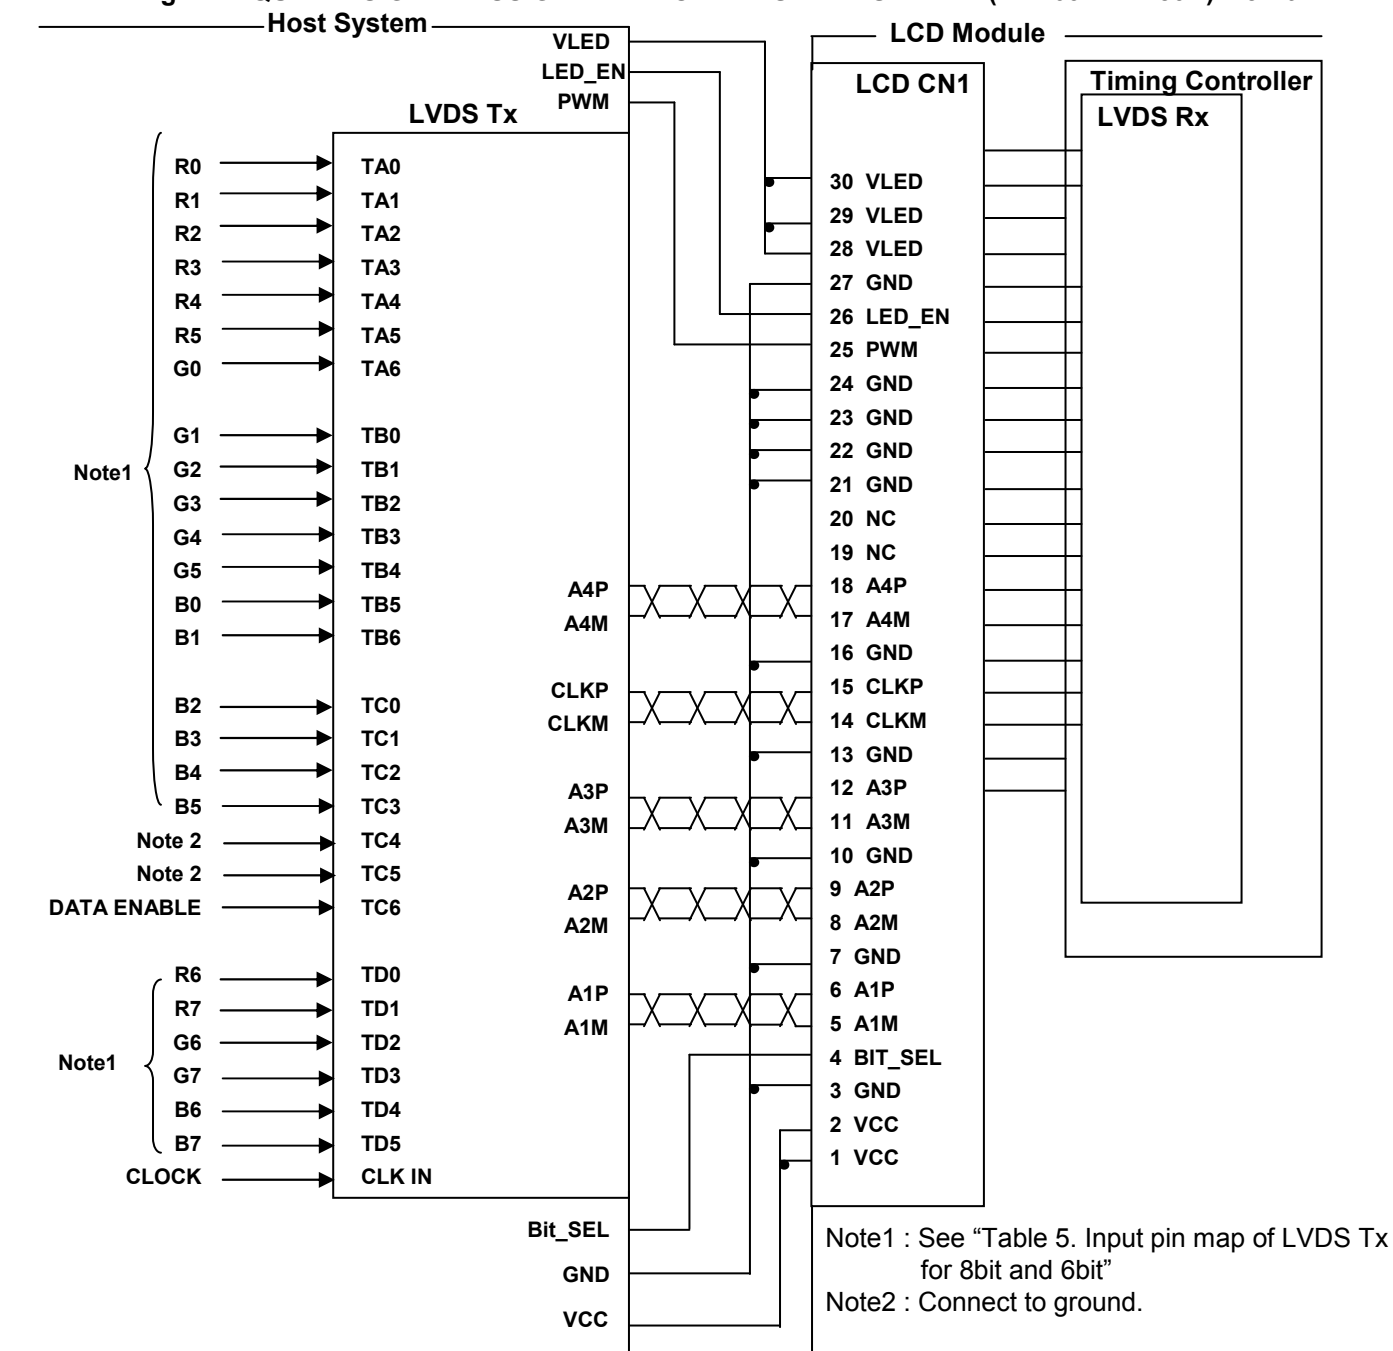 Host System
LCD Module
VLED
LED_EN
PWM
LVDS Tx
R0 TA0
R1 TA1
R2 TA2
R3 TA3
R4 TA4
R5 TA5
G0 TA6
G1 TB0
G2 TB1
G3 TB2
G4 TB3
G5 TB4
B0 TB5
B1 TB6
B2 TC0
B3 TC1
B4 TC2
B5 TC3
Note1
Note 2 TC4
Note 2 TC5
DATA ENABLE TC6
R6 TD0
R7 TD1
G6 TD2
G7 TD3
B6 TD4
B7 TD5
Note1
CLOCK CLK IN
A4P
A4M
CLKP
CLKM
A3P
A3M
A2P
A2M
A1P
A1M
Bit_SEL
GND
VCC
LCD CN1
30 VLED
29 VLED
28 VLED
27 GND
26 LED_EN
25 PWM
24 GND
23 GND
22 GND
21 GND
20 NC
19 NC
18 A4P
17 A4M
16 GND
15 CLKP
14 CLKM
13 GND
12 A3P
11 A3M
10 GND
9 A2P
8 A2M
7 GND
6 A1P
5 A1M
4 BIT_SEL
3 GND
2 VCC
1 VCC
Timing Controller
LVDS Rx
Note1 : See “Table 5. Input pin map of LVDS Tx
for 8bit and 6bit”
Note2 : Connect to ground.